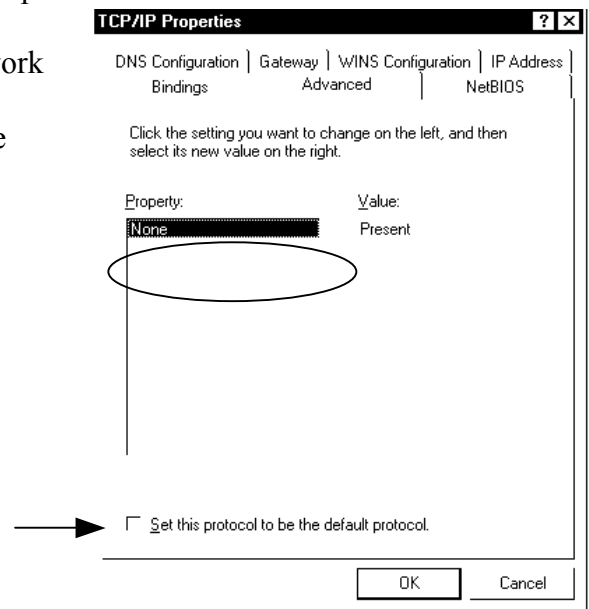 TCP/IP Properties
DNS Configuration Gateway WINS Configuration IP Address
Bindings Advanced NetBIOS
Click the setting you want to change on the left, and then
select its new value on the right.
Property: Value:
None Present
Set this protocol to be the default protocol.
OK Cancel